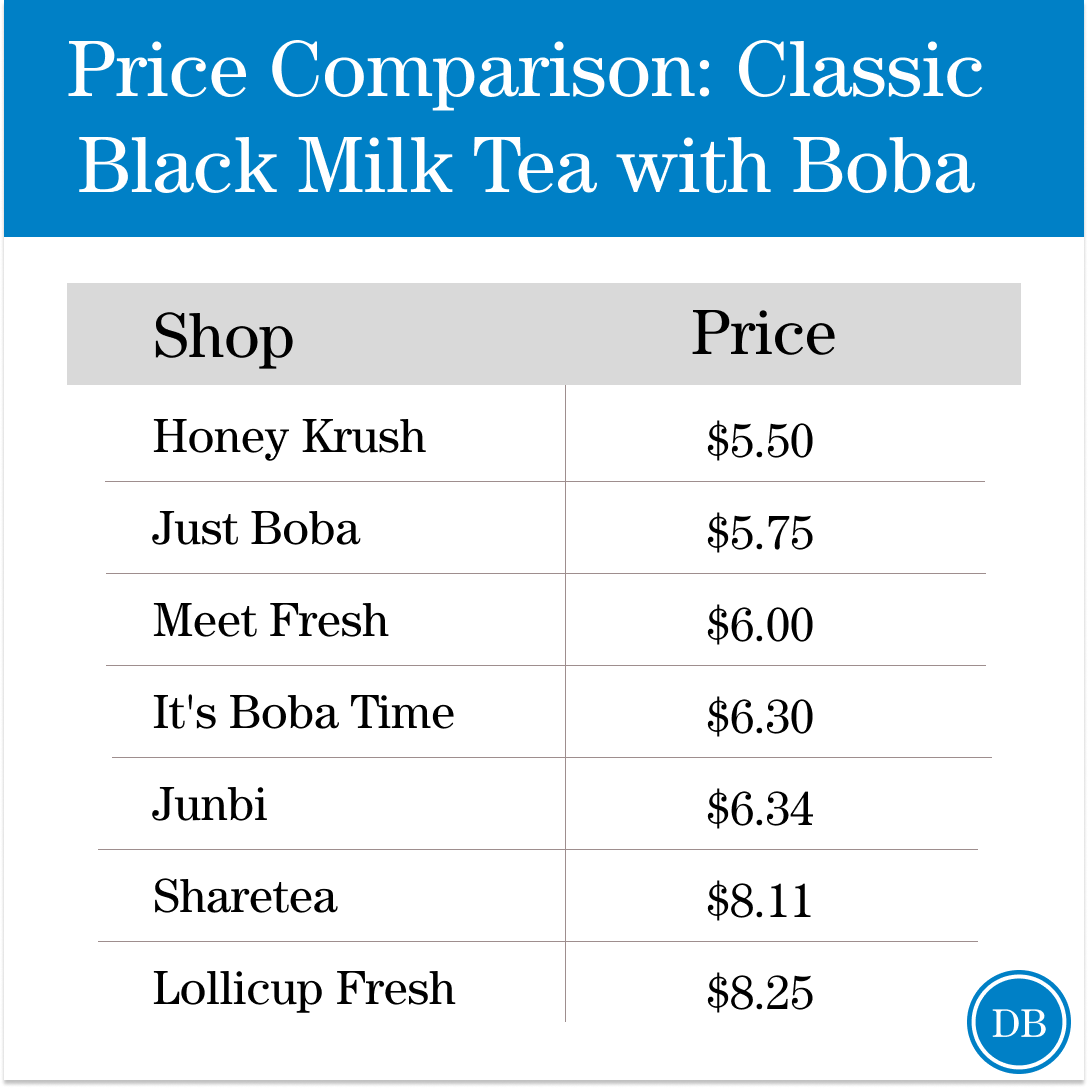 Price Comparison: Classic
Black Milk Tea with Boba
Shop Price
Honey Krush $5.50
Just Boba $5.75
Meet Fresh $6.00
It's Boba Time $6.30
Junbi $6.34
Sharetea $8.11
Lollicup Fresh $8.25
DB